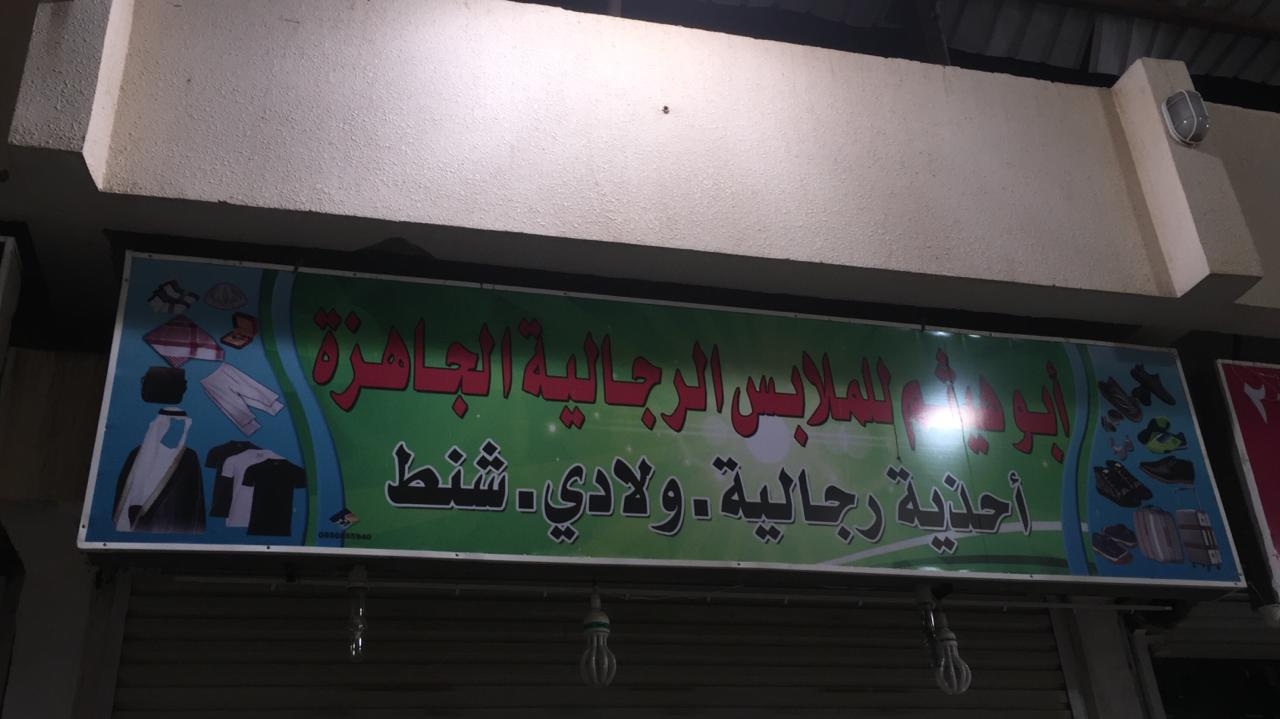 أبو هيثم للملابس الرجالية الجاهزة
أحذية رجالية . ولادي . شنط